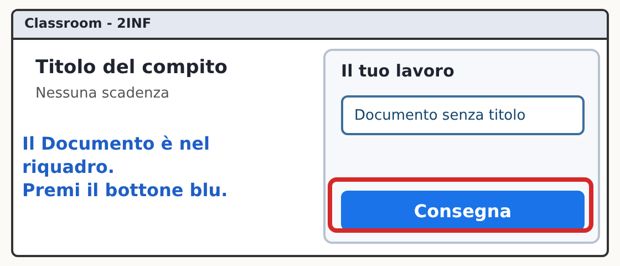 Classroom - 2INF
Titolo del compito
Nessuna scadenza
Il Documento è nel
riquadro.
Premi il bottone blu.
Il tuo lavoro
Documento senza titolo
Consegna